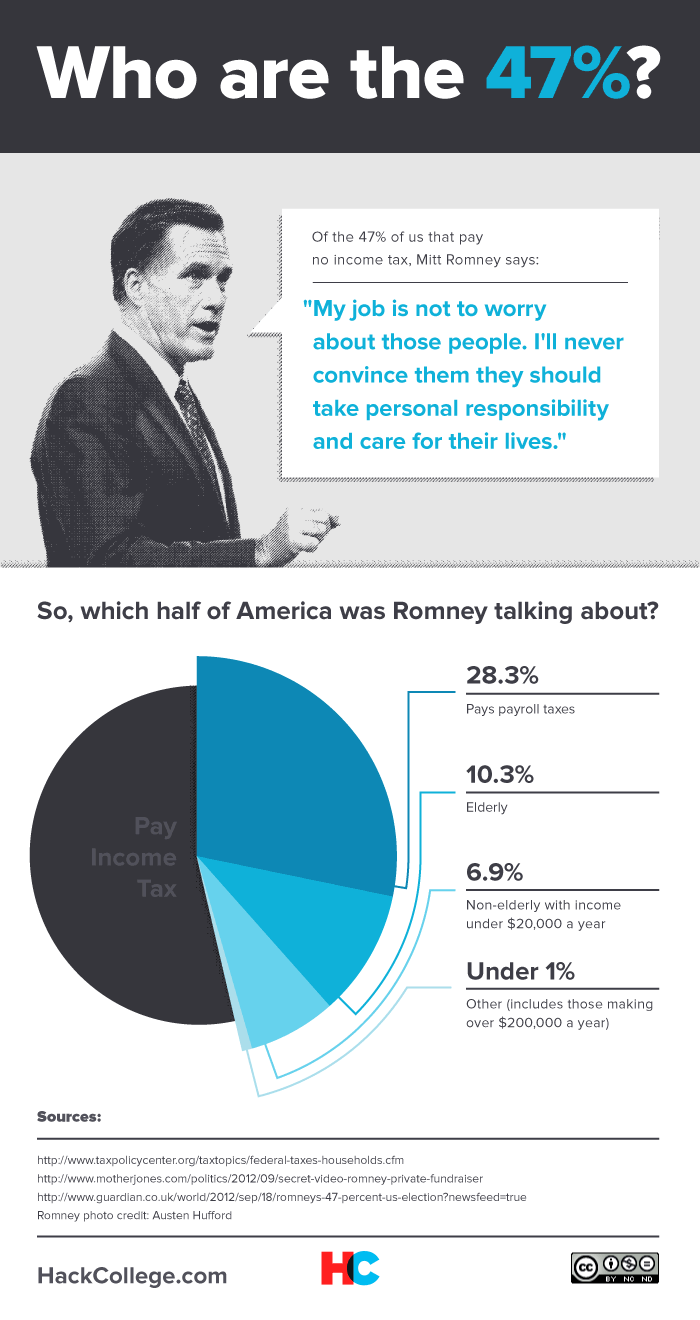 Who are the 47%?
Of the 47% of us that pay
no income tax, Mitt Romney says:
"My job is not to worry
about those people. I'll never
convince them they should
take personal responsibility
and care for their lives."
So, which half of America was Romney talking about?
Pay
Income
Tax
28.3%
Pays payroll taxes
10.3%
Elderly
6.9%
Non-elderly with income
under $20,000 a year
Under 1%
Other (includes those making
over $200,000 a year)
Sources:
http://www.taxpolicycenter.org/taxtopics/federal-taxes-households.cfm
http://www.motherjones.com/politics/2012/09/secret-video-romney-private-fundraiser
http://www.guardian.co.uk/world/2012/sep/18/romneys-47-percent-us-election?newsfeed=true
Romney photo credit: Austen Hufford
HackCollege.com
HC
cc
BY NC ND